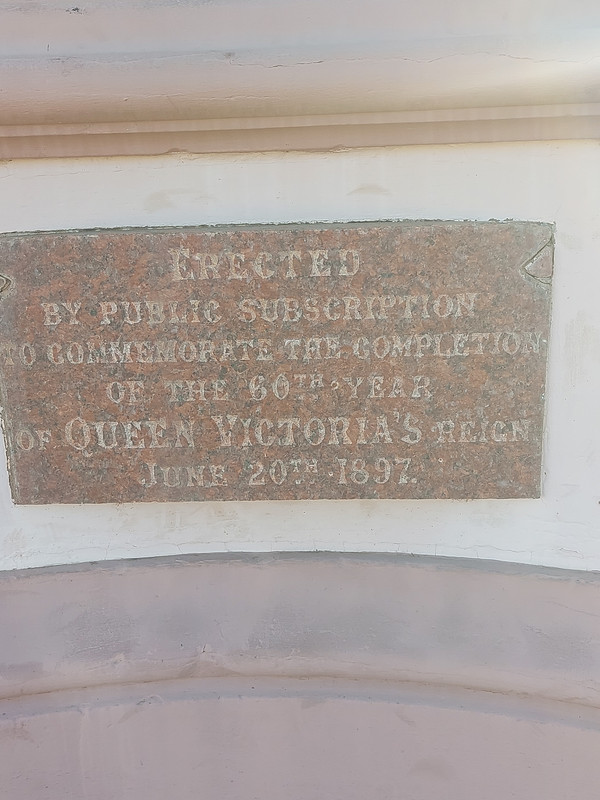 ERECTED
BY PUBLIC SUBSCRIPTION
TO COMMEMORATE THE COMPLETION
OF THE 60TH YEAR
OF QUEEN VICTORIA'S REIGN
JUNE 20TH 1897.